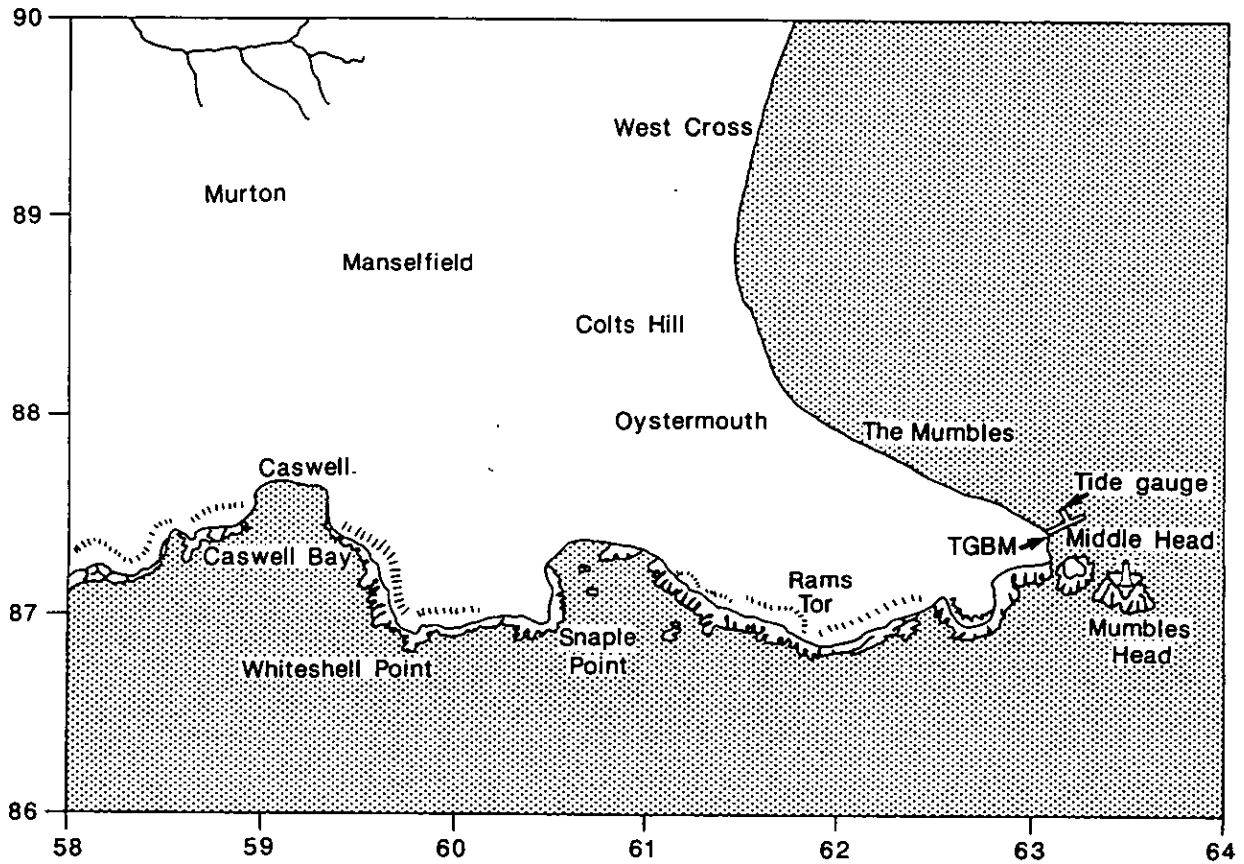 90
West Cross
Murton
89
Manselfield
Colts Hill
88
Oystermouth
The Mumbles
Caswell
Tide gauge
TGBM
Middle Head
Caswell Bay
87
Rams
Tor
Snaple
Point
Mumbles
Head
Whiteshell Point
86
58
59
60
61
62
63
64